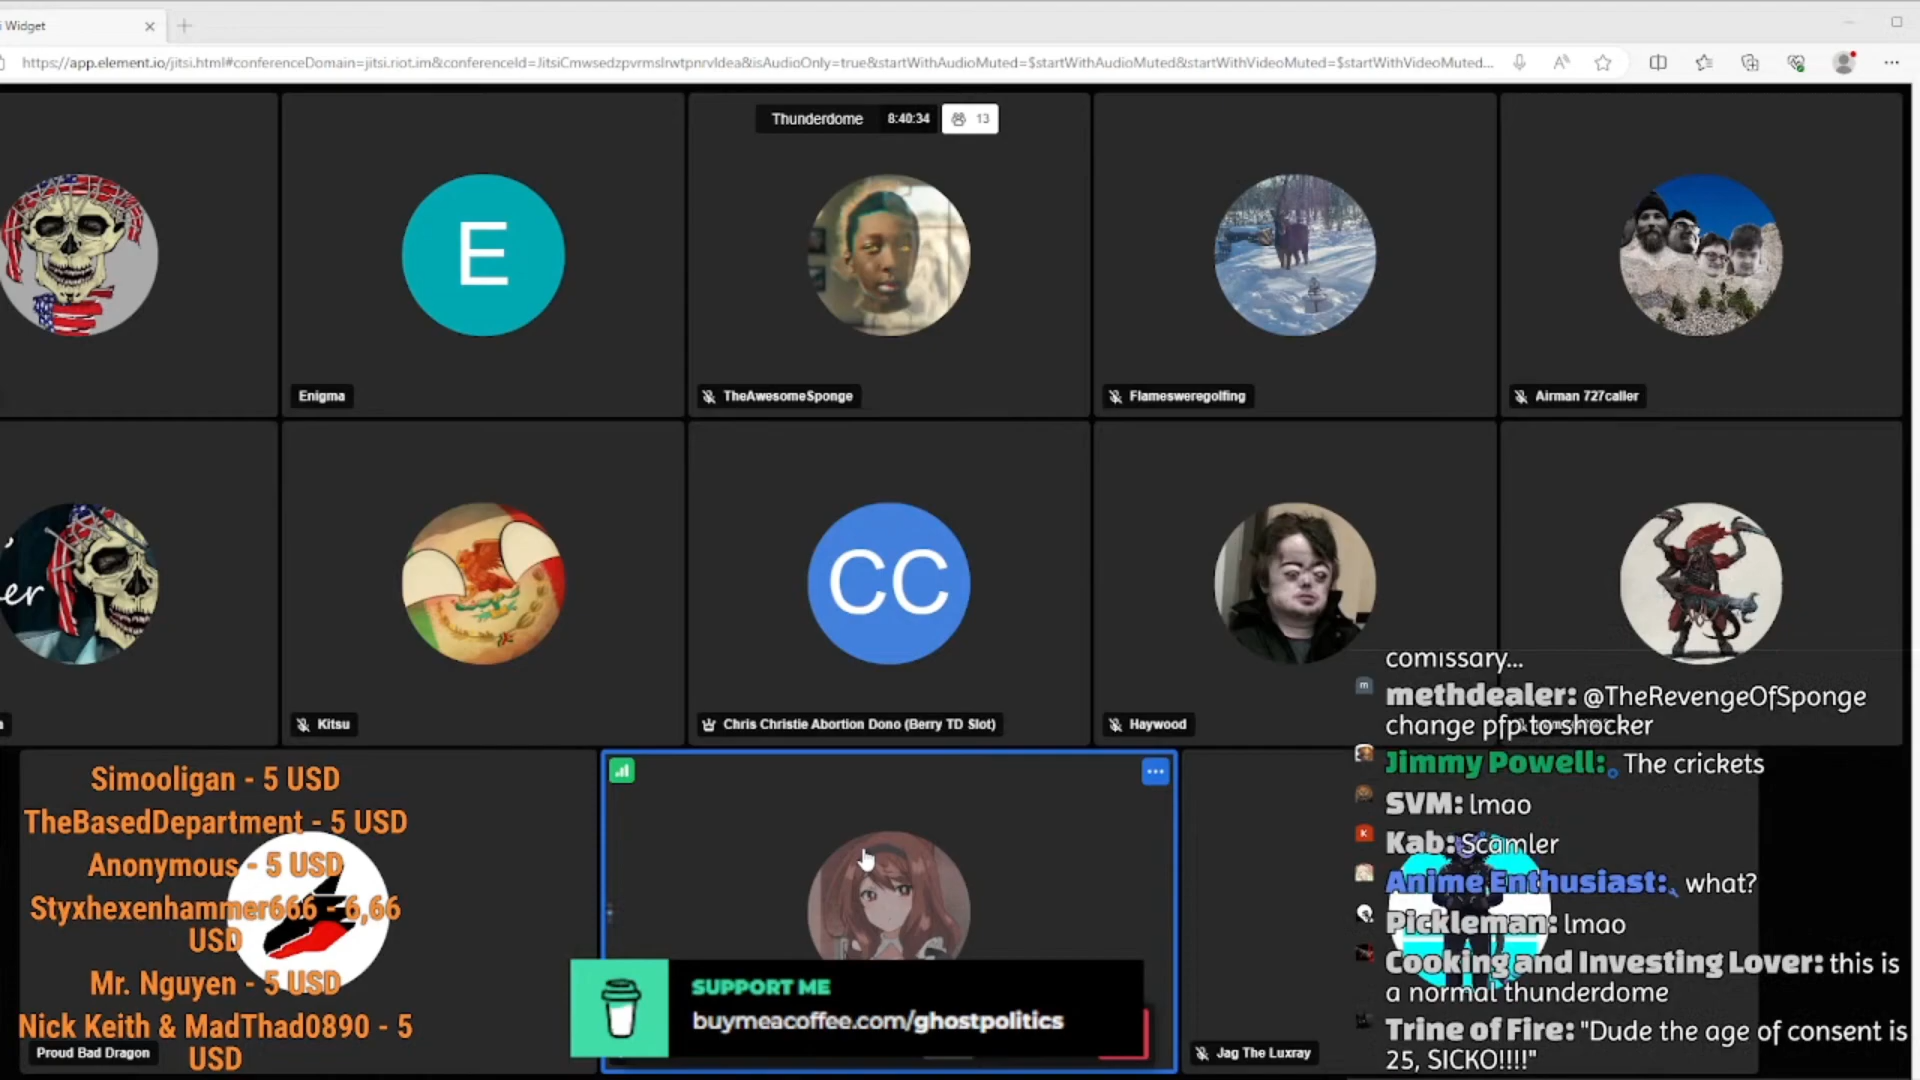 Widget
https://app.element.io/jitsi.html#conferenceDomain=jitsi.riot.im&conferenceId=JitsiCmwsedzpvrmslrwtpnrvldea&isAudioOnly=true&startWithAudioMuted=$startWithAudioMuted&startWithVideoMuted=$startWithVideoMuted...
Thunderdome 8:40:34 13
E
Enigma
TheAwesomeSponge
Flamesweregolfing
Airman 727caller
er
CC
Kitsu
Chris Christie Abortion Dono (Berry TD Slot)
Haywood
comissary...
methdealer: @TheRevengeOfSponge
change pfp to shocker
Jimmy Powell: The crickets
SVM: lmao
Kab: Scamler
Anime Enthusiast: what?
Pickleman: lmao
Cooking and Investing Lover: this is
a normal thunderdome
Trine of Fire: "Dude the age of consent is
25, SICKO!!!!"
Simooligan - 5 USD
TheBasedDepartment - 5 USD
Anonymous - 5 USD
Styxhexenhammer666 - 6,66
USD
Mr. Nguyen - 5 USD
Nick Keith & MadThad0890 - 5
USD
Proud Bad Dragon
SUPPORT ME
buymeacoffee.com/ghostpolitics
Jag The Luxray